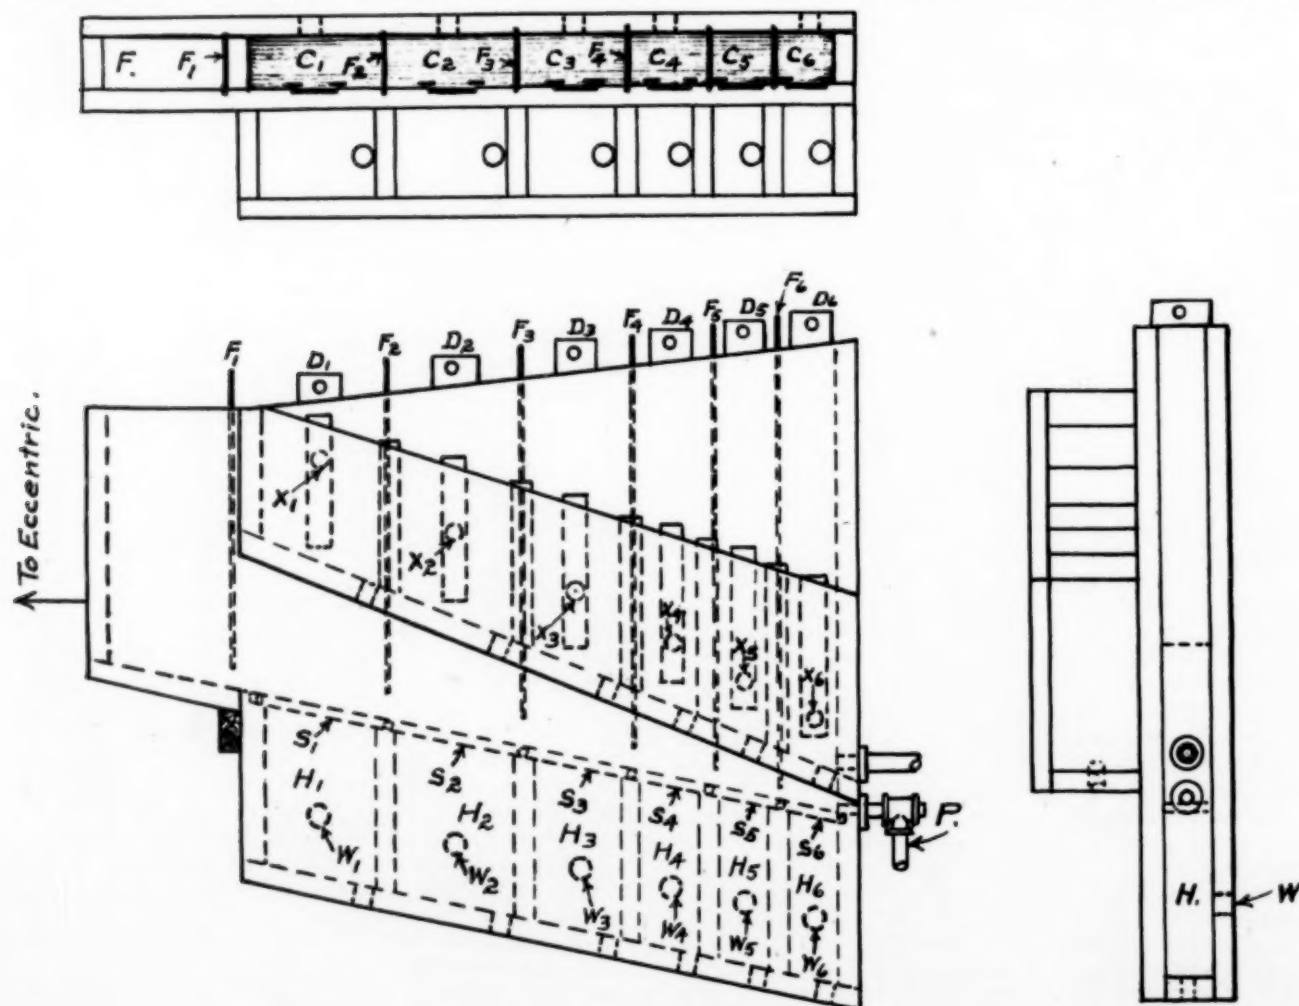 F. F1 C1 F2 C2 F3 C3 F4 C4 C5 C6
F1 D1 F2 D2 F3 D3 F4 D4 F5 D5 F6 D6
To Eccentric.
X1 X2 X3 X4 X5 X6
S1 S2 S3 S4 S5 S6
H1 H2 H3 H4 H5 H6
W1 W2 W3 W4 W5 W6
P.
H. W